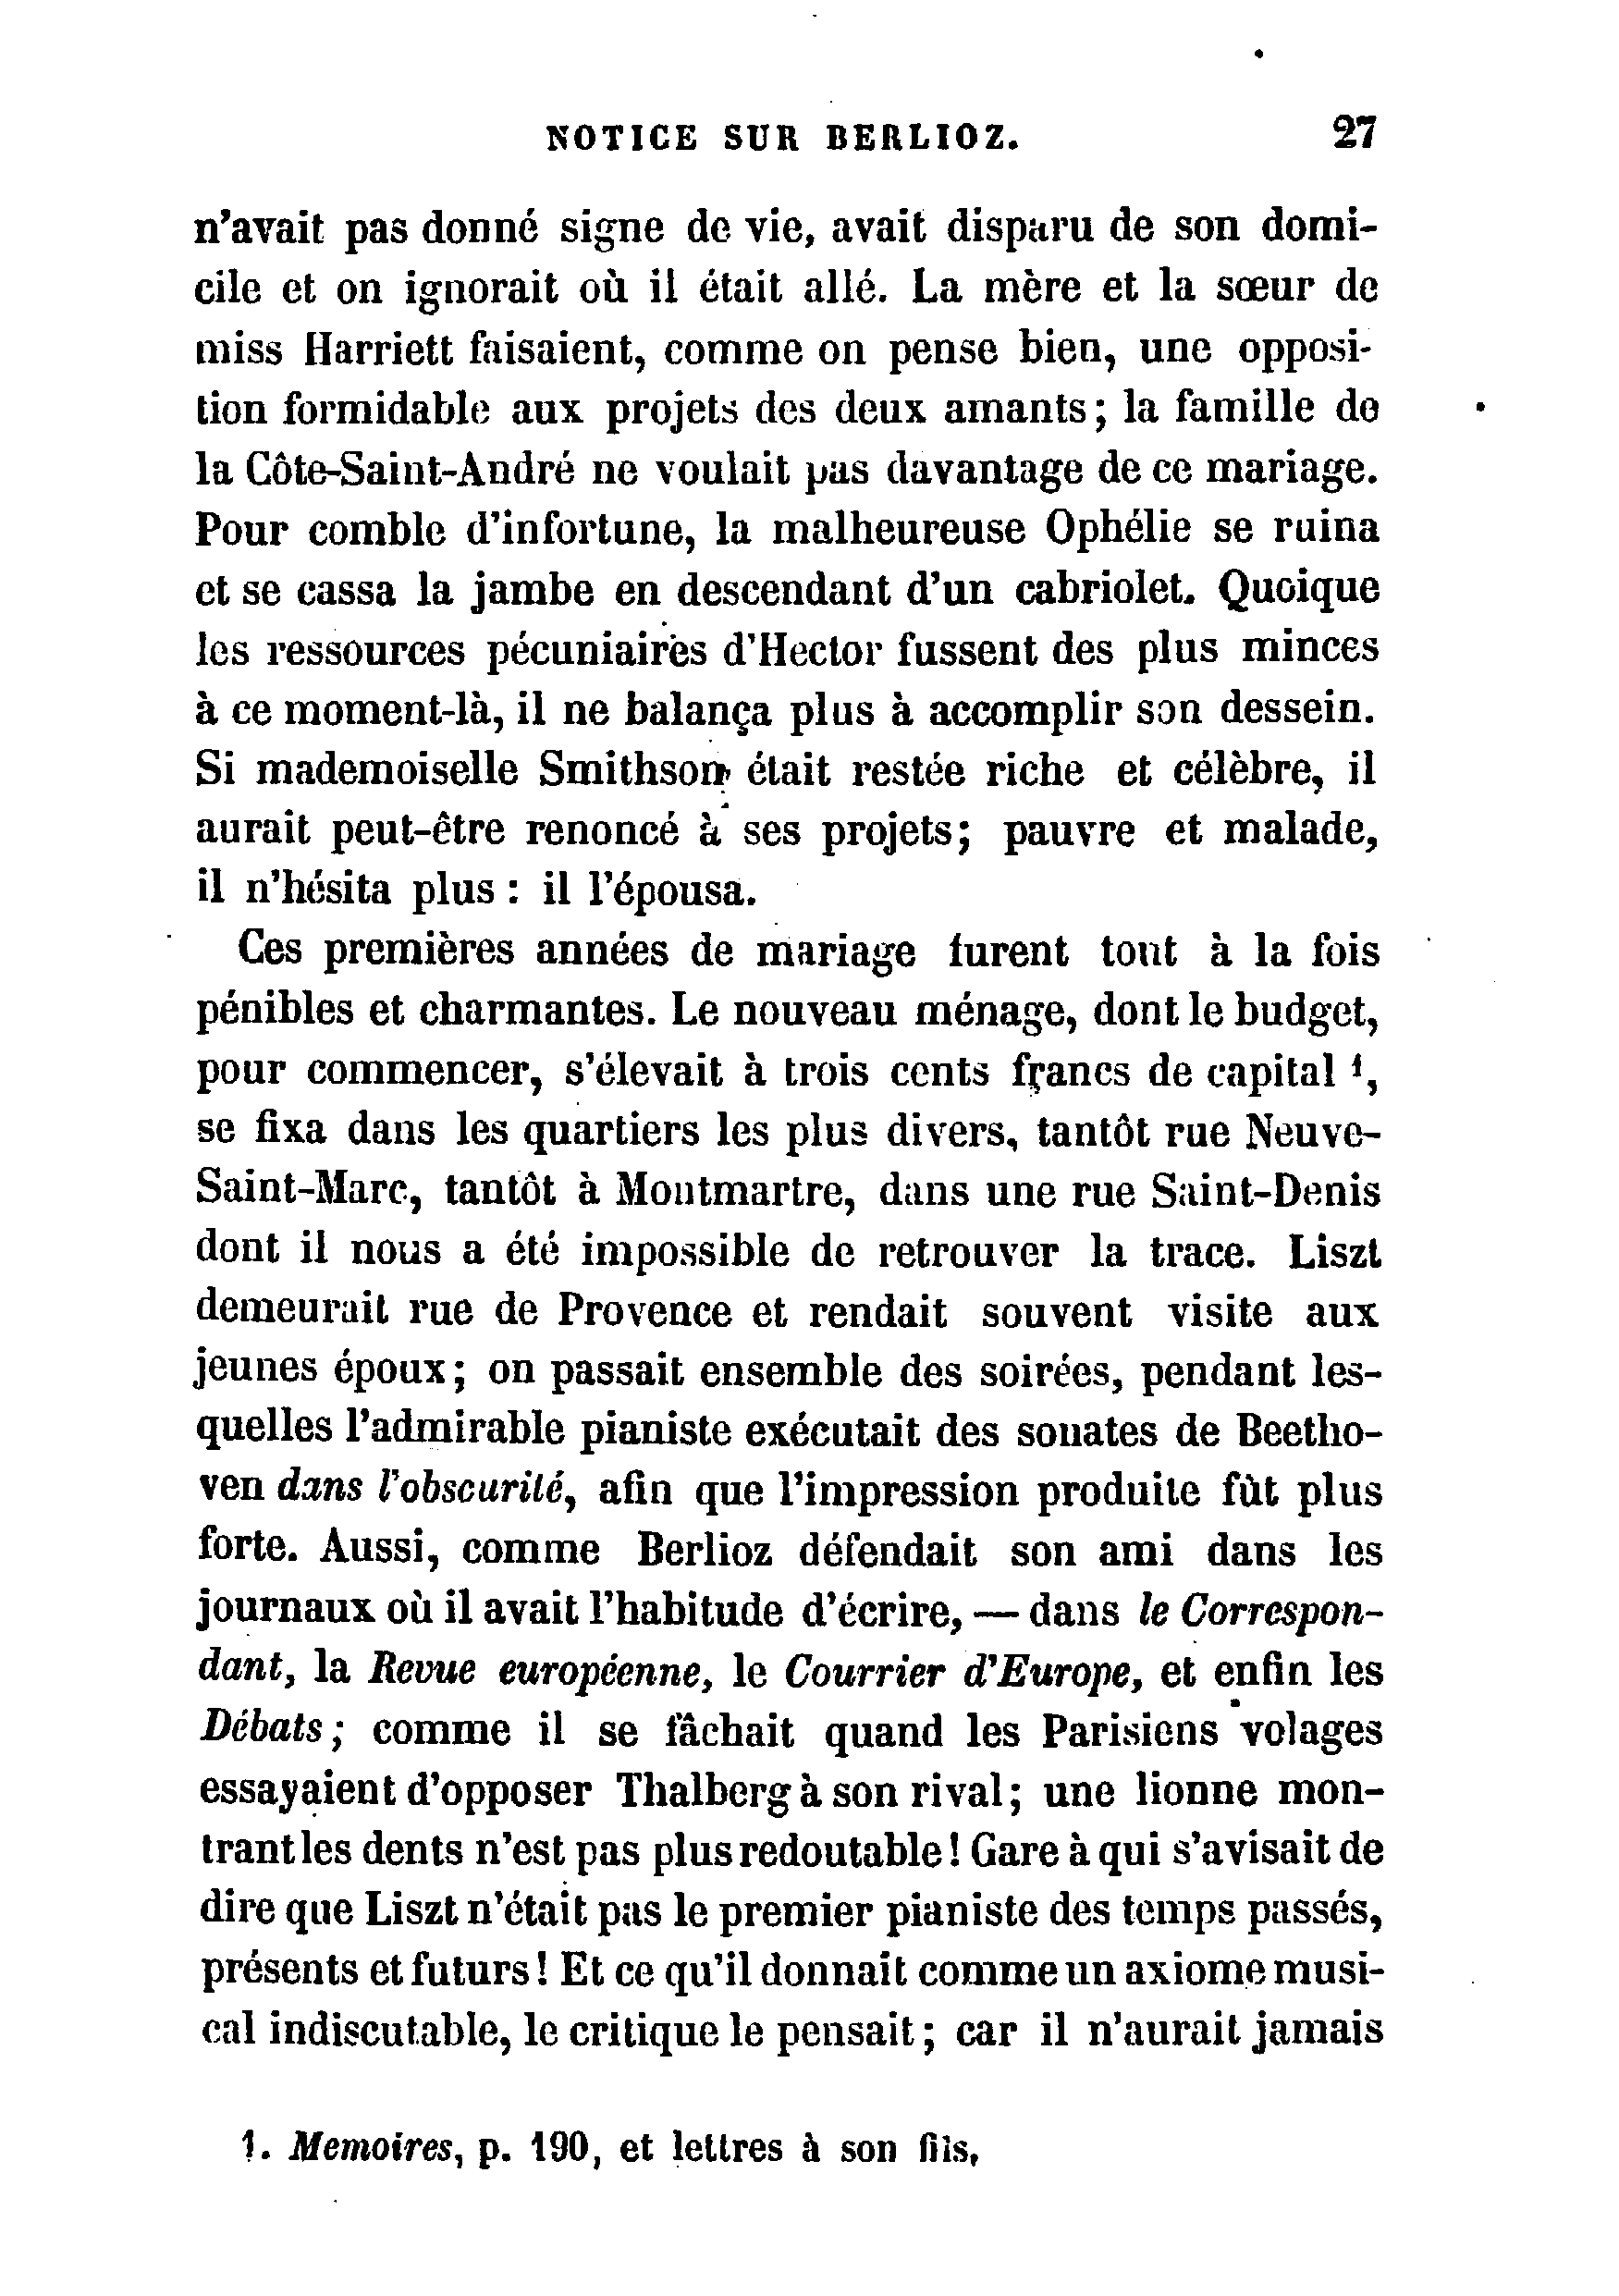 NOTICE SUR BERLIOZ. 27
n'avait pas donné signe de vie, avait disparu de son domi-
cile et on ignorait où il était allé. La mère et la sœur de
miss Harriett faisaient, comme on pense bien, une opposi-
tion formidable aux projets des deux amants; la famille de
la Côte-Saint-André ne voulait pas davantage de ce mariage.
Pour comble d'infortune, la malheureuse Ophélie se ruina
et se cassa la jambe en descendant d'un cabriolet. Quoique
les ressources pécuniaires d'Hector fussent des plus minces
à ce moment-là, il ne balança plus à accomplir son dessein.
Si mademoiselle Smithson était restée riche et célèbre, il
aurait peut-être renoncé à ses projets; pauvre et malade,
il n'hésita plus : il l'épousa.
Ces premières années de mariage furent tout à la fois
pénibles et charmantes. Le nouveau ménage, dont le budget,
pour commencer, s'élevait à trois cents francs de capital ¹,
se fixa dans les quartiers les plus divers, tantôt rue Neuve-
Saint-Marc, tantôt à Montmartre, dans une rue Saint-Denis
dont il nous a été impossible de retrouver la trace. Liszt
demeurait rue de Provence et rendait souvent visite aux
jeunes époux; on passait ensemble des soirées, pendant les-
quelles l'admirable pianiste exécutait des sonates de Beetho-
ven dans l'obscurité, afin que l'impression produite fût plus
forte. Aussi, comme Berlioz défendait son ami dans les
journaux où il avait l'habitude d'écrire, — dans le Correspon-
dant, la Revue européenne, le Courrier d'Europe, et enfin les
Débats; comme il se fâchait quand les Parisiens volages
essayaient d'opposer Thalberg à son rival; une lionne mon-
trant les dents n'est pas plus redoutable! Gare à qui s'avisait de
dire que Liszt n'était pas le premier pianiste des temps passés,
présents et futurs! Et ce qu'il donnait comme un axiome musi-
cal indiscutable, le critique le pensait; car il n'aurait jamais
1. Memoires, p. 190, et lettres à son fils,